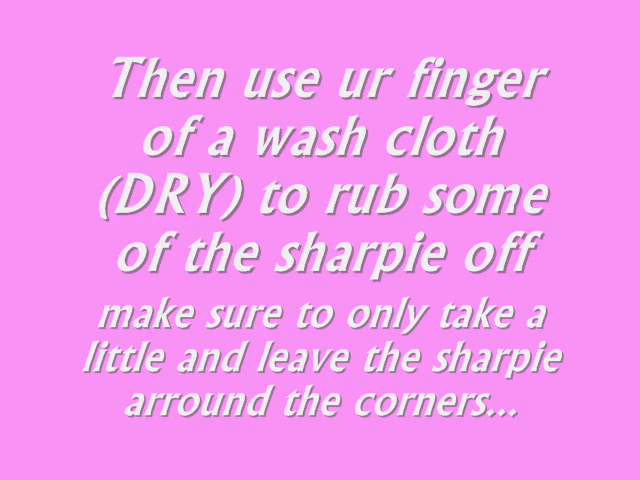 Then use ur finger
of a wash cloth
(DRY) to rub some
of the sharpie off
make sure to only take a
little and leave the sharpie
arround the corners...